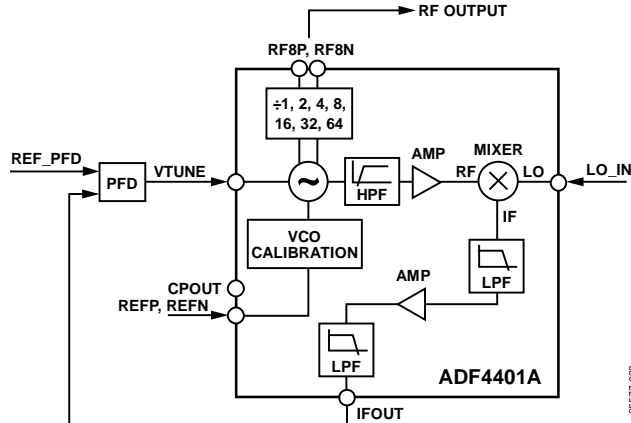 RF OUTPUT
RF8P, RF8N
÷1, 2, 4, 8,
16, 32, 64
REF_PFD
PFD
VTUNE
~
HPF
AMP
RF
MIXER
×
LO
LO_IN
IF
VCO
CALIBRATION
LPF
AMP
CPOUT
REFP, REFN
LPF
ADF4401A
IFOUT